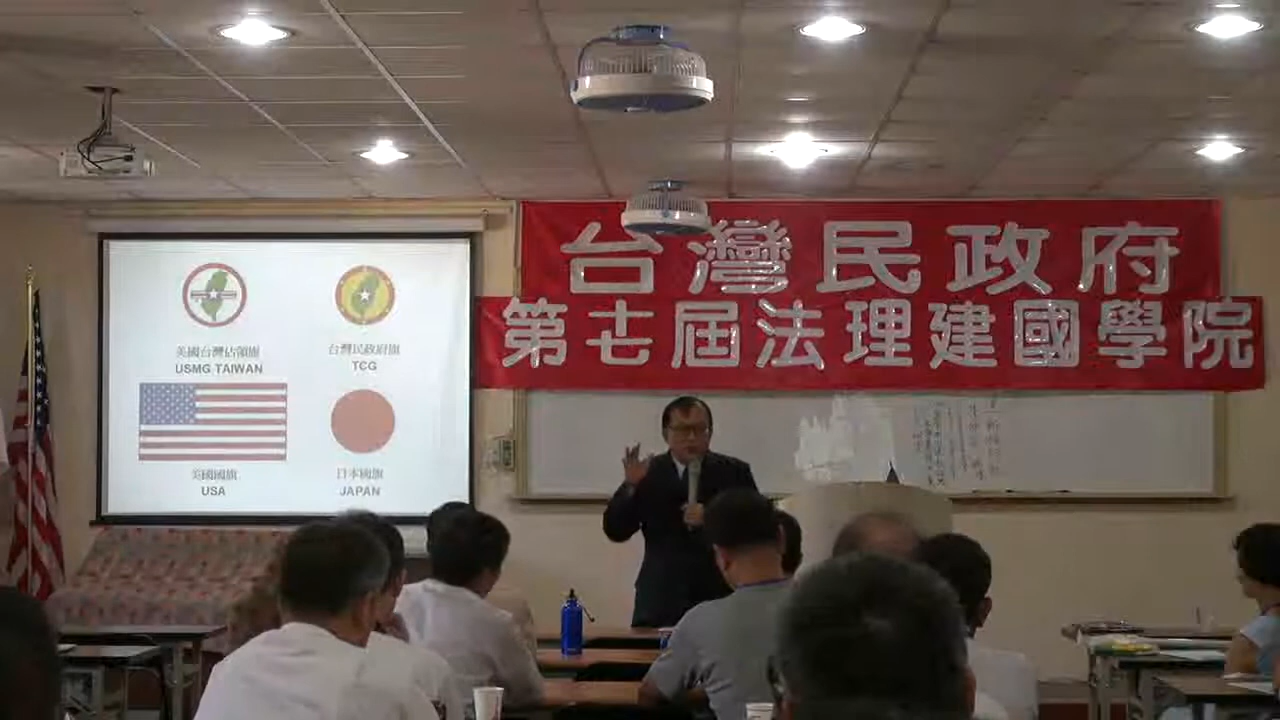 台灣民政府
第七屆法理建國學院
美國台灣佔領旗
USMG TAIWAN
台灣民政府旗
TCG
美國國旗
USA
日本國旗
JAPAN